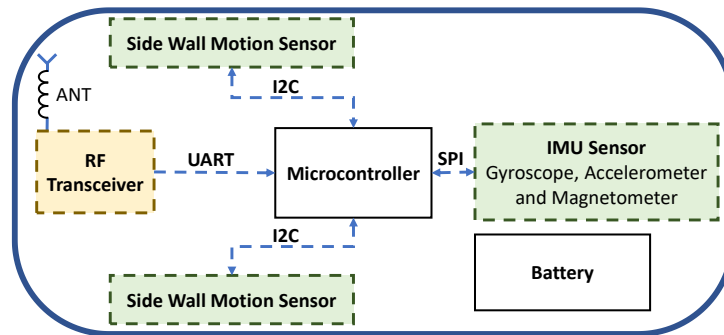 Side Wall Motion Sensor
I2C
ANT
RF
Transceiver
UART
Microcontroller
SPI
IMU Sensor
Gyroscope, Accelerometer
and Magnetometer
I2C
Battery
Side Wall Motion Sensor